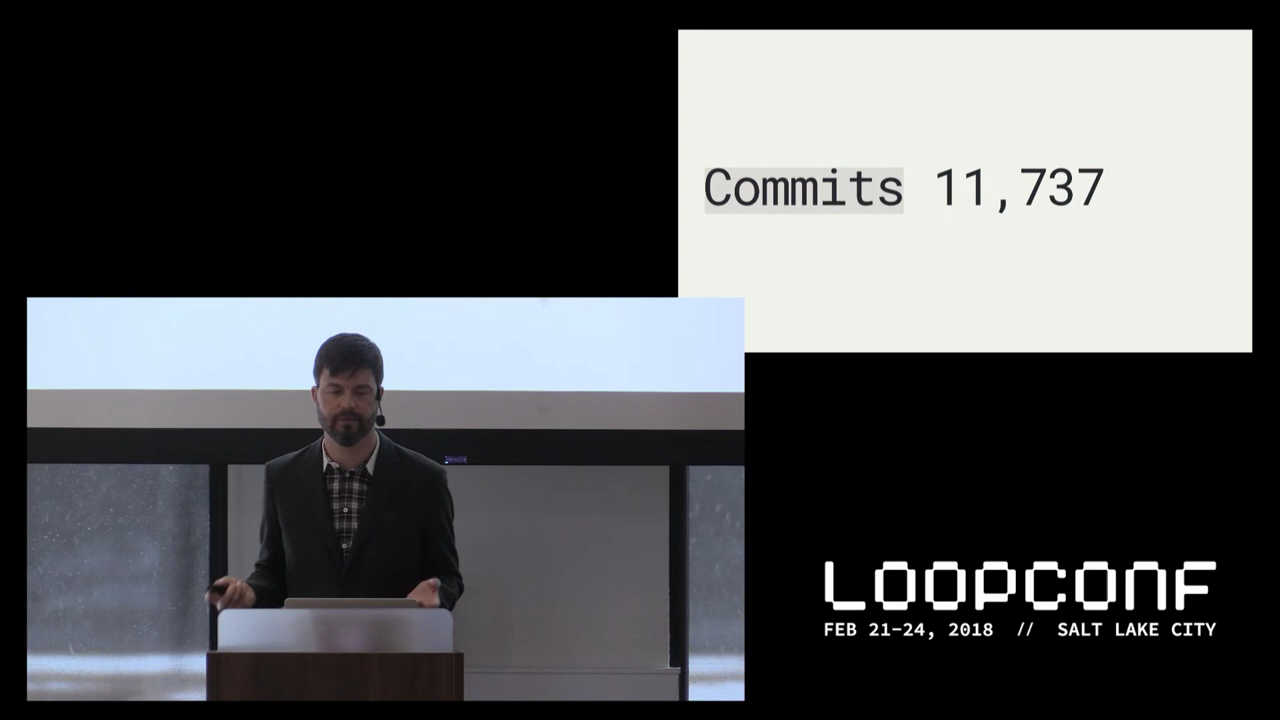 Commits 11,737
LOOPCONF
FEB 21-24, 2018 // SALT LAKE CITY